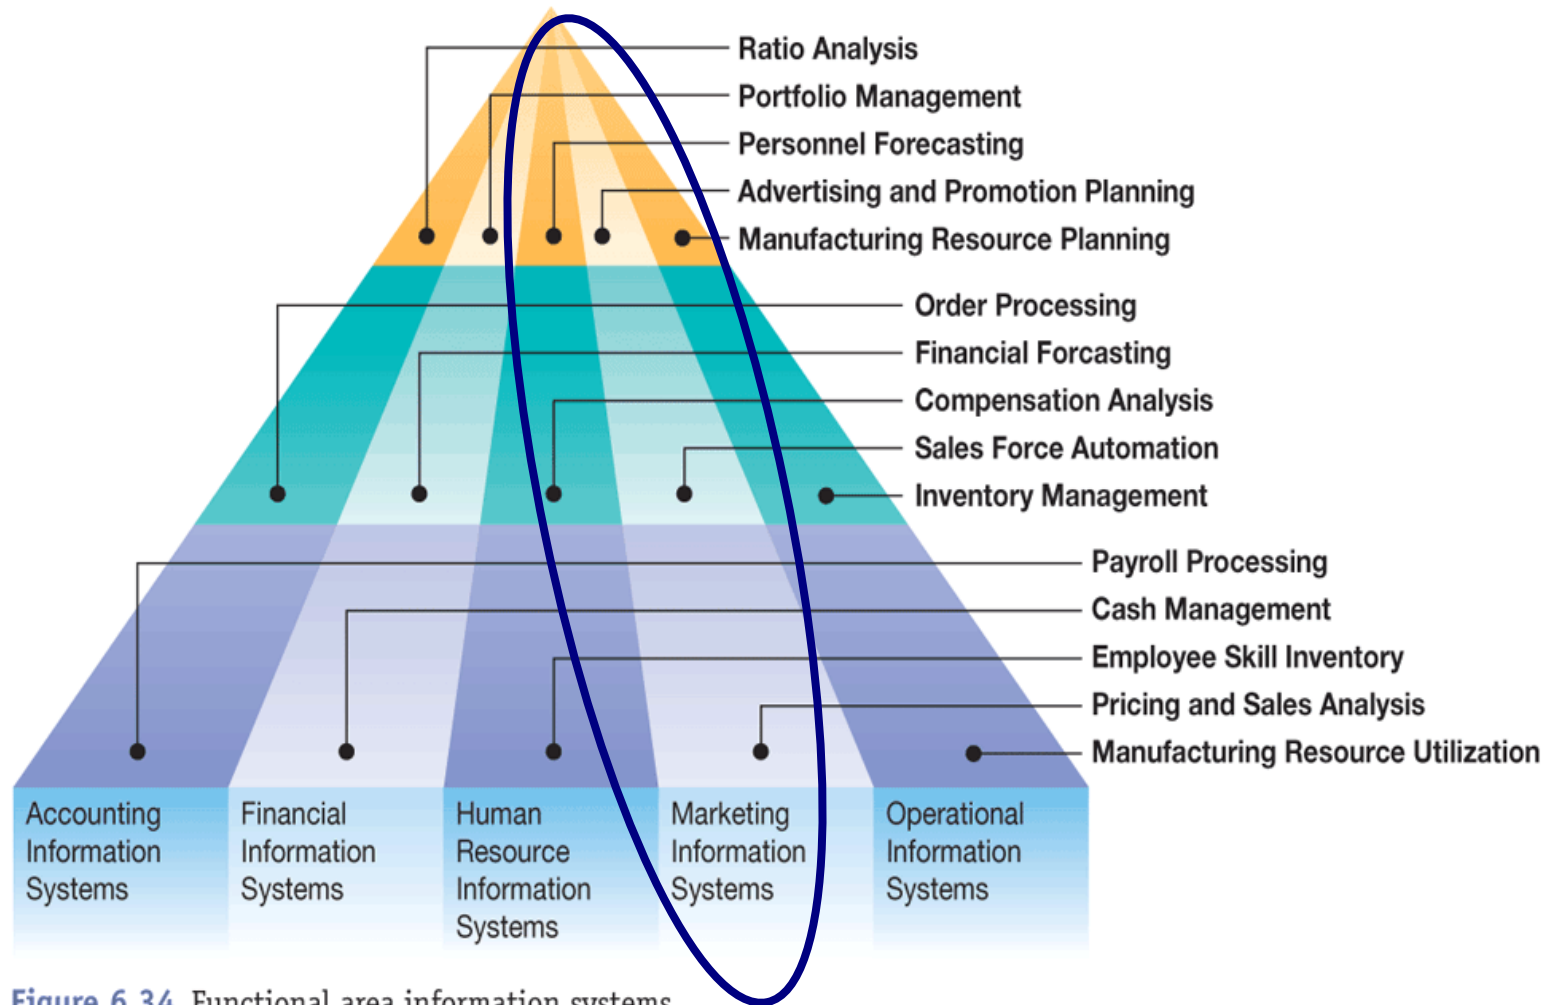 Ratio Analysis
Portfolio Management
Personnel Forecasting
Advertising and Promotion Planning
Manufacturing Resource Planning
Order Processing
Financial Forcasting
Compensation Analysis
Sales Force Automation
Inventory Management
Payroll Processing
Cash Management
Employee Skill Inventory
Pricing and Sales Analysis
Manufacturing Resource Utilization
Accounting
Information
Systems
Financial
Information
Systems
Human
Resource
Information
Systems
Marketing
Information
Systems
Operational
Information
Systems
Figure 6.34 Functional area information systems